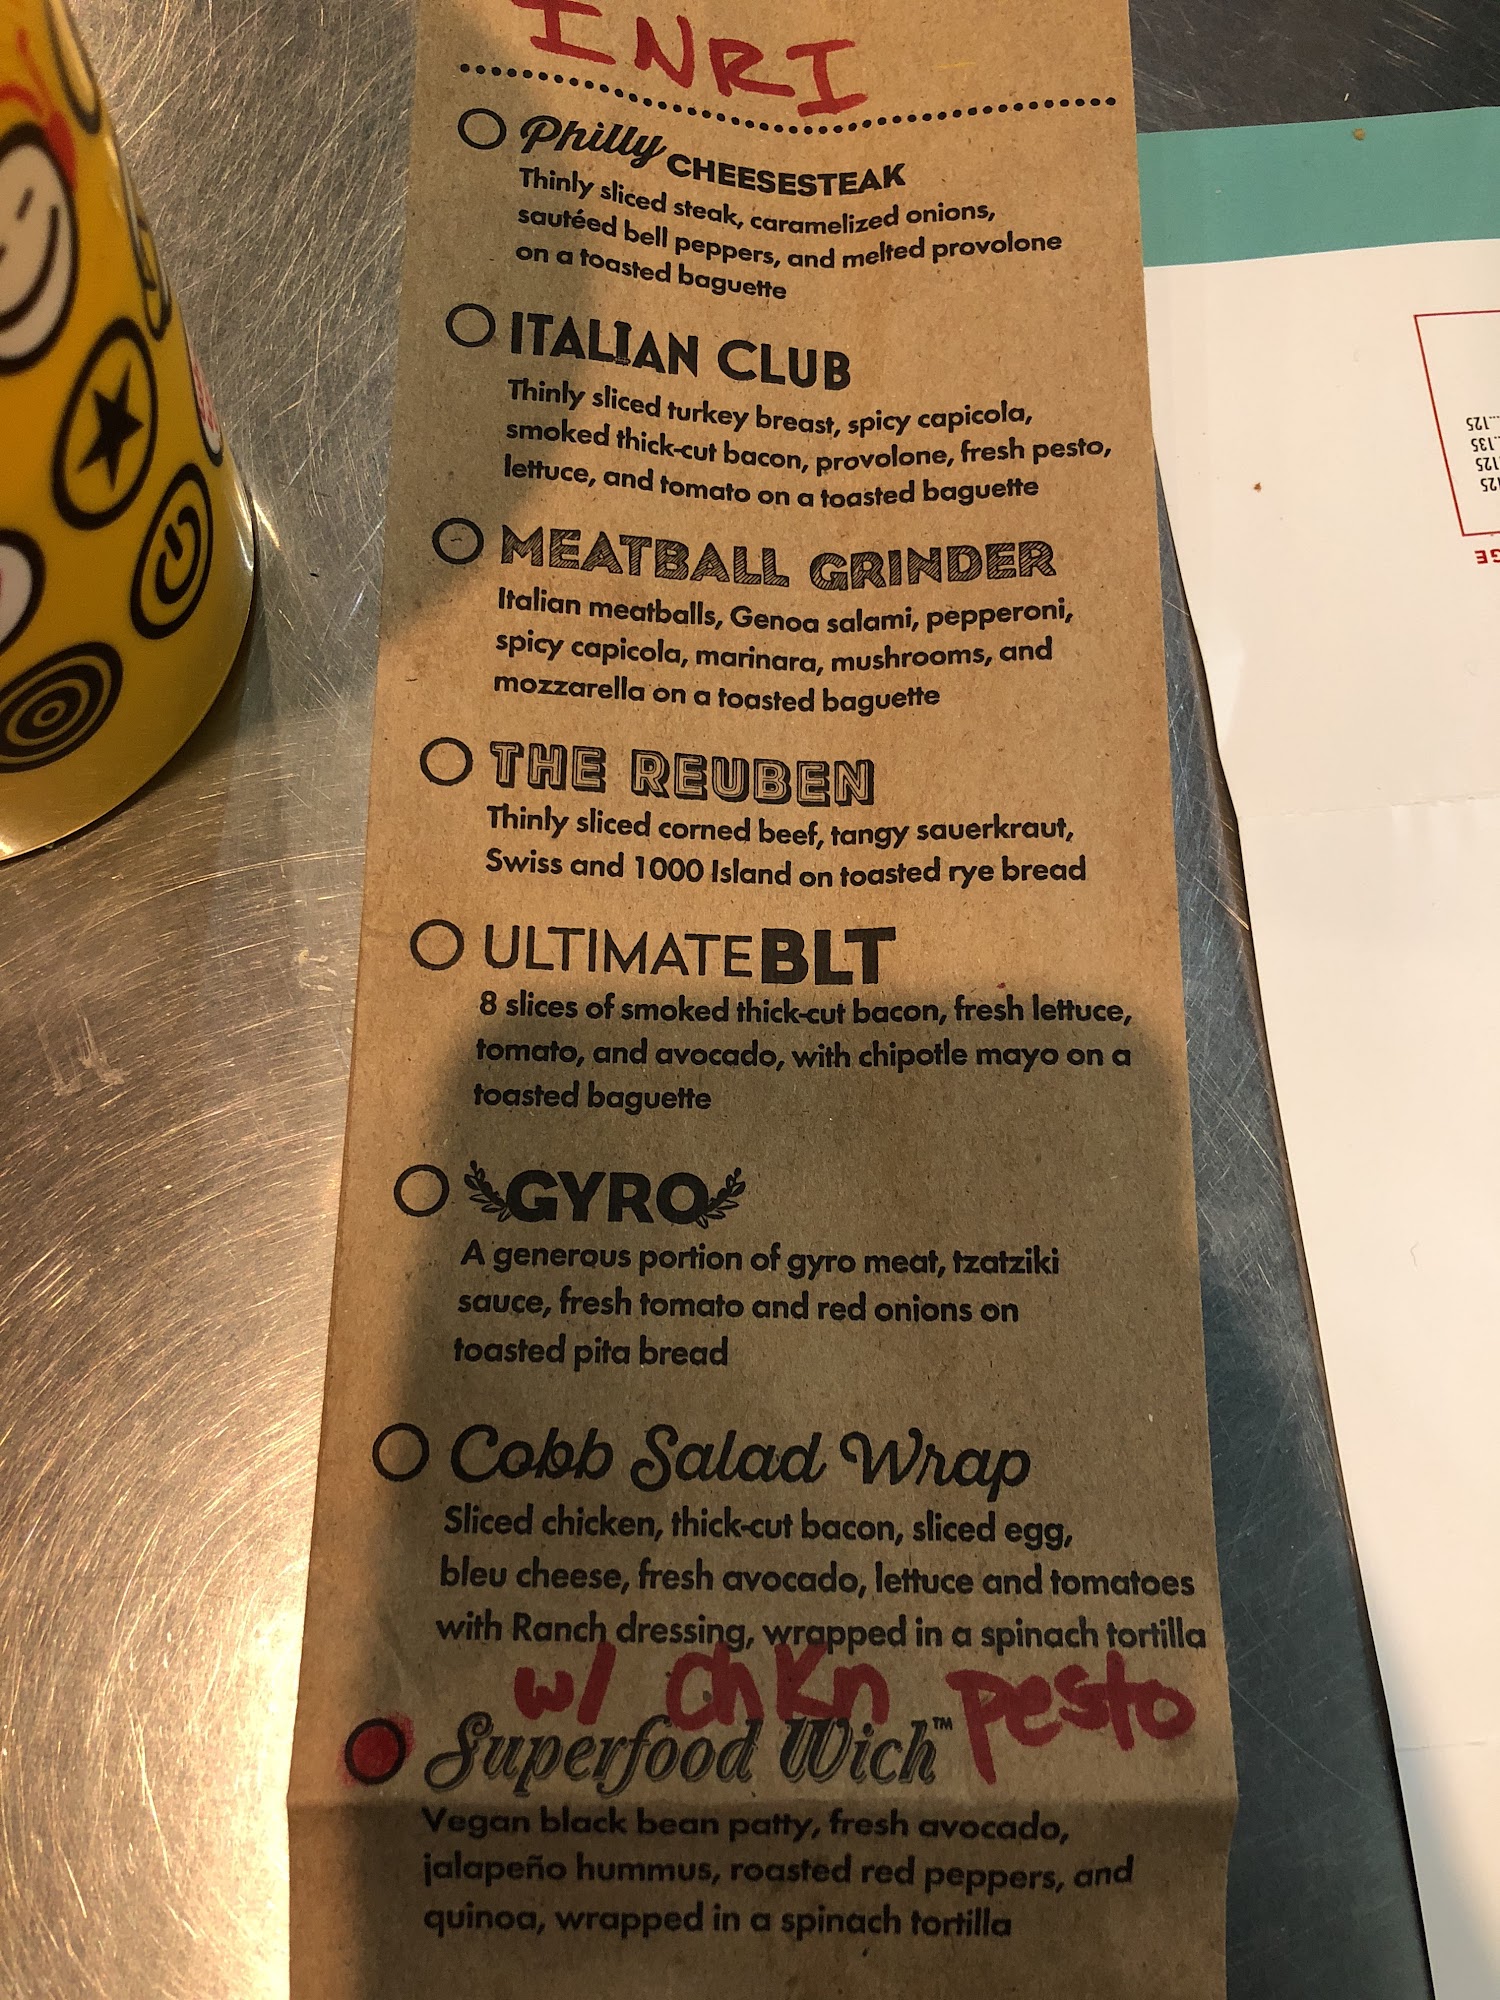 INRI
Philly CHEESESTEAK
Thinly sliced steak, caramelized onions,
sautéed bell peppers, and melted provolone
on a toasted baguette
ITALIAN CLUB
Thinly sliced turkey breast, spicy capicola,
smoked thick-cut bacon, provolone, fresh pesto,
lettuce, and tomato on a toasted baguette
MEATBALL GRINDER
Italian meatballs, Genoa salami, pepperoni,
spicy capicola, marinara, mushrooms, and
mozzarella on a toasted baguette
THE REUBEN
Thinly sliced corned beef, tangy sauerkraut,
Swiss and 1000 Island on toasted rye bread
ULTIMATE BLT
8 slices of smoked thick-cut bacon, fresh lettuce,
tomato, and avocado, with chipotle mayo on a
toasted baguette
GYRO
A generous portion of gyro meat, tzatziki
sauce, fresh tomato and red onions on
toasted pita bread
Cobb Salad Wrap
Sliced chicken, thick-cut bacon, sliced egg,
bleu cheese, fresh avocado, lettuce and tomatoes
with Ranch dressing, wrapped in a spinach tortilla
w/ chKn pesto
Superfood Wich™
Vegan black bean patty, fresh avocado,
jalapeño hummus, roasted red peppers, and
quinoa, wrapped in a spinach tortilla